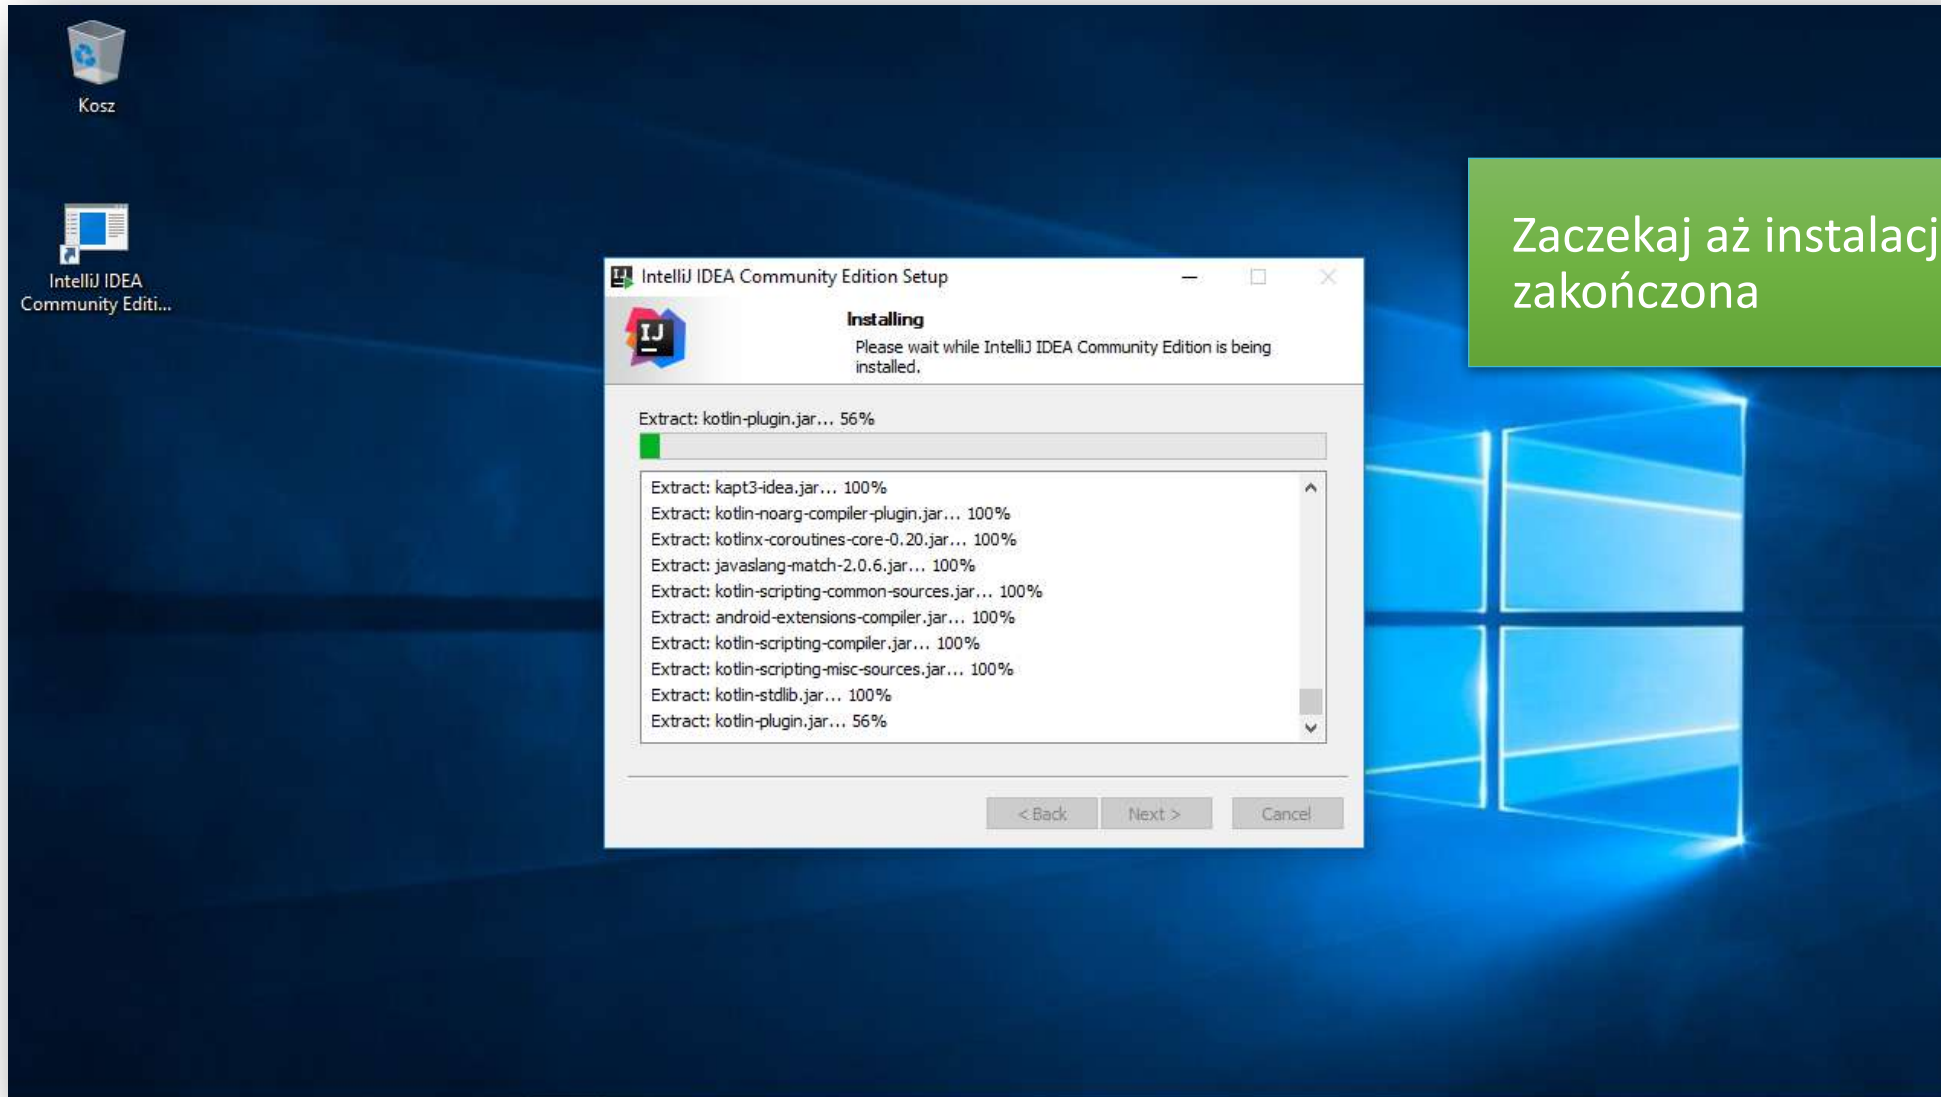 Kosz
IntelliJ IDEA
Community Editi...
Zaczekaj aż instalacj
zakończona
IntelliJ IDEA Community Edition Setup
IJ
Installing
Please wait while IntelliJ IDEA Community Edition is being
installed.
Extract: kotlin-plugin.jar... 56%
Extract: kapt3-idea.jar... 100%
Extract: kotlin-noarg-compiler-plugin.jar... 100%
Extract: kotlinx-coroutines-core-0.20.jar... 100%
Extract: javaslang-match-2.0.6.jar... 100%
Extract: kotlin-scripting-common-sources.jar... 100%
Extract: android-extensions-compiler.jar... 100%
Extract: kotlin-scripting-compiler.jar... 100%
Extract: kotlin-scripting-misc-sources.jar... 100%
Extract: kotlin-stdlib.jar... 100%
Extract: kotlin-plugin.jar... 56%
< Back Next > Cancel